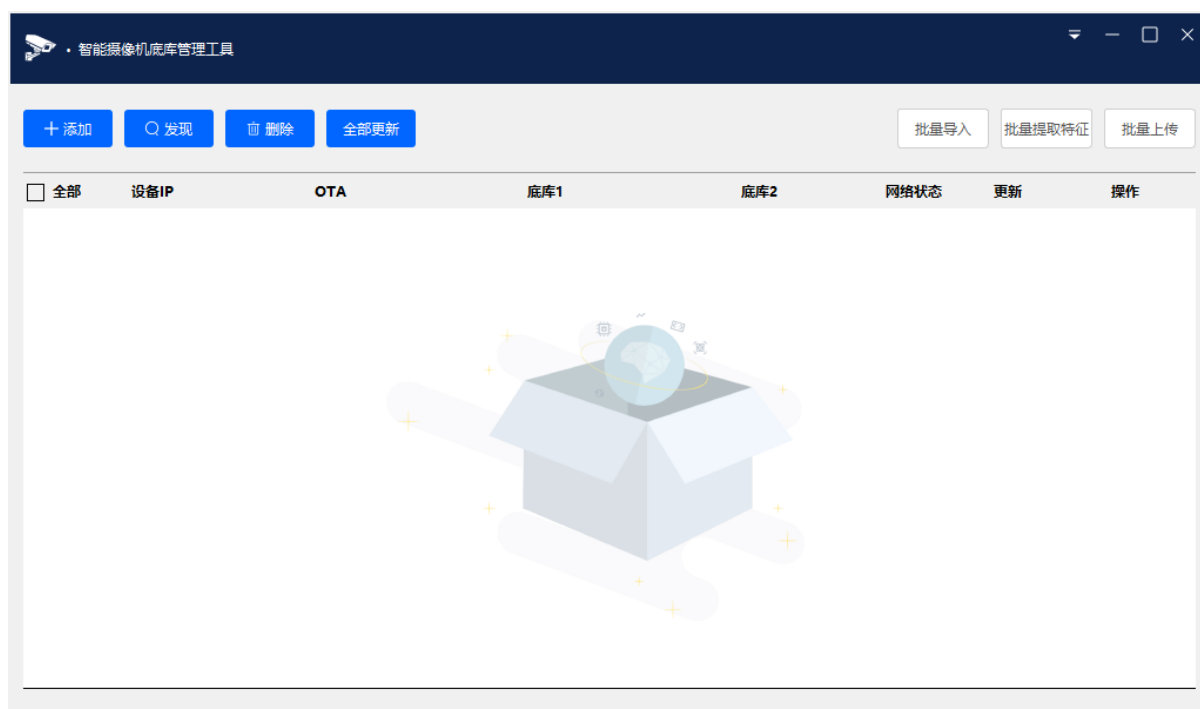 · 智能摄像机底库管理工具
添加 发现 删除 全部更新 批量导入 批量提取特征 批量上传
全部 设备IP OTA 底库1 底库2 网络状态 更新 操作